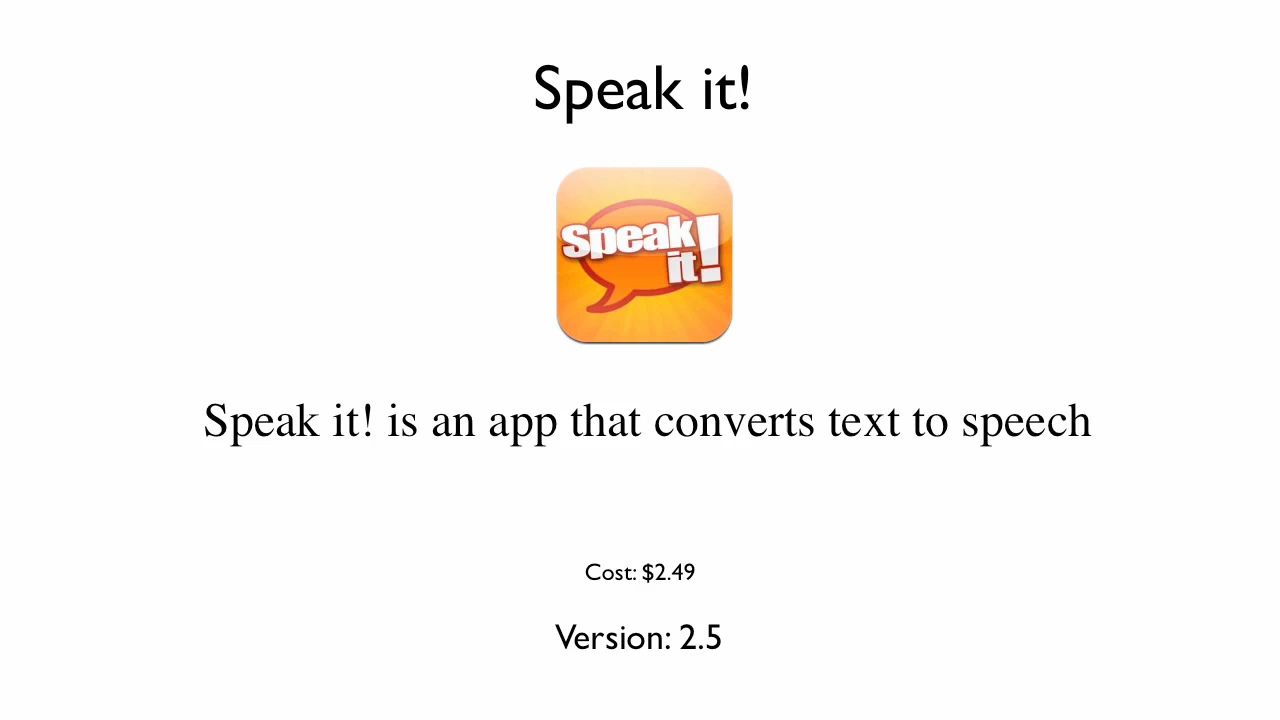 Speak it!
Speak
it!
Speak it! is an app that converts text to speech
Cost: $2.49
Version: 2.5